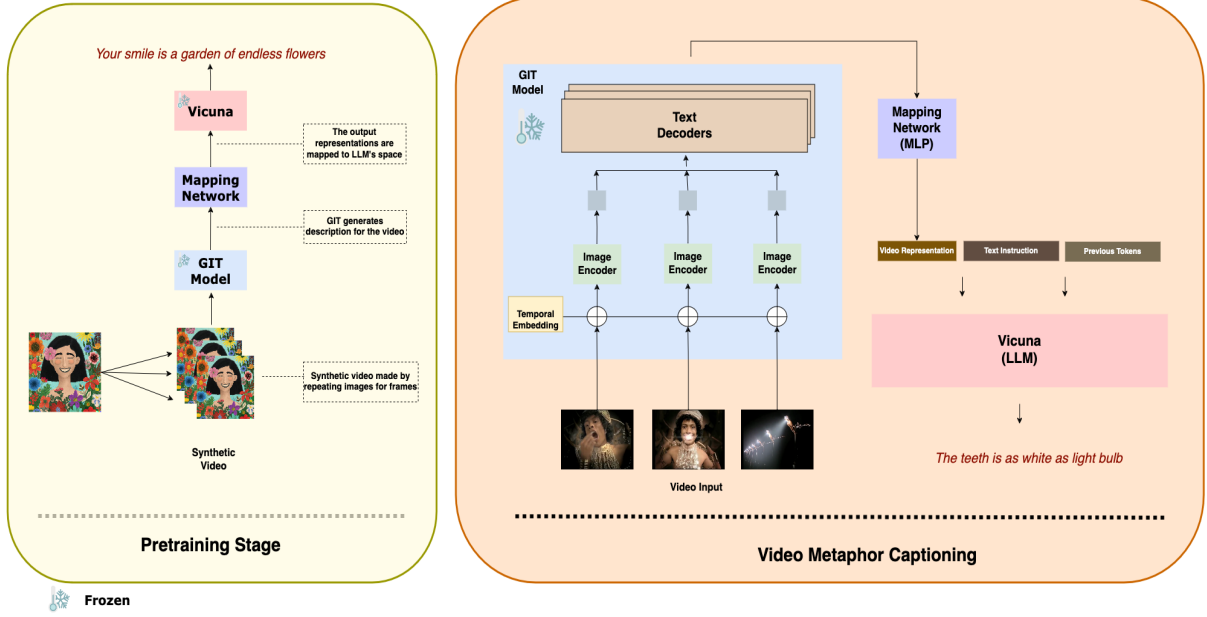 Your smile is a garden of endless flowers
Vicuna
The output
representations are
mapped to LLM's space
Mapping
Network
GIT generates
description for the video
GIT
Model
Synthetic video made by
repeating images for frames
Synthetic
Video
Pretraining Stage
Frozen
GIT
Model
Text
Decoders
Image
Encoder
Image
Encoder
Image
Encoder
Temporal
Embedding
Video Input
Mapping
Network
(MLP)
Video Representation
Text Instruction
Previous Tokens
Vicuna
(LLM)
The teeth is as white as light bulb
Video Metaphor Captioning